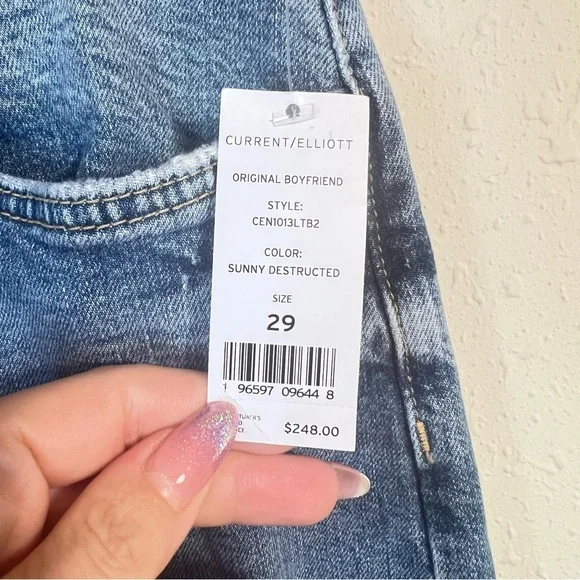 CURRENT/ELLIOTT
ORIGINAL BOYFRIEND
STYLE:
CEN1013LTB2
COLOR:
SUNNY DESTRUCTED
SIZE
29
1 96597 09644 8
$248.00